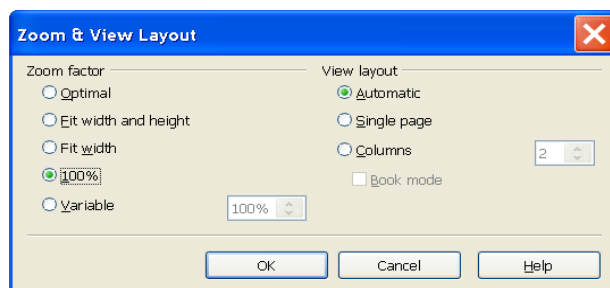 Zoom & View Layout
Zoom factor
Optimal
Fit width and height
Fit width
100%
Variable
100%
View layout
Automatic
Single page
Columns
2
Book mode
OK
Cancel
Help